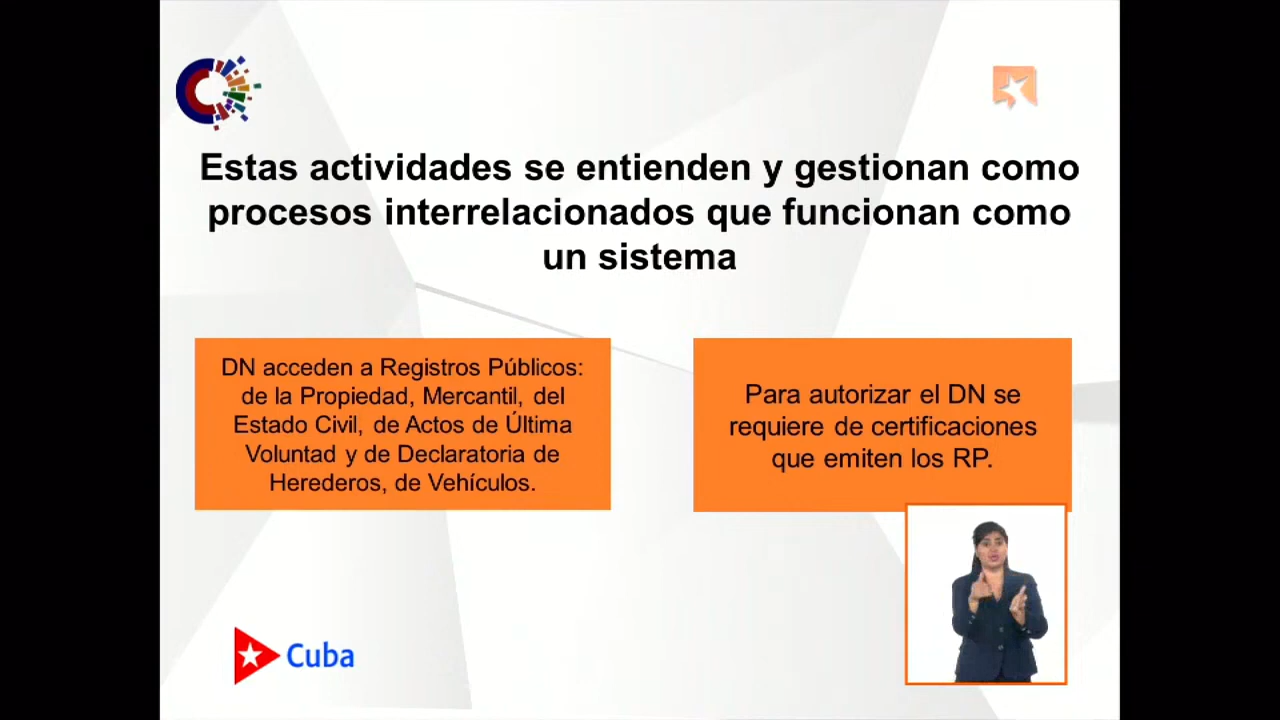 Estas actividades se entienden y gestionan como
procesos interrelacionados que funcionan como
un sistema
DN acceden a Registros Públicos:
de la Propiedad, Mercantil, del
Estado Civil, de Actos de Última
Voluntad y de Declaratoria de
Herederos, de Vehículos.
Para autorizar el DN se
requiere de certificaciones
que emiten los RP.
Cuba